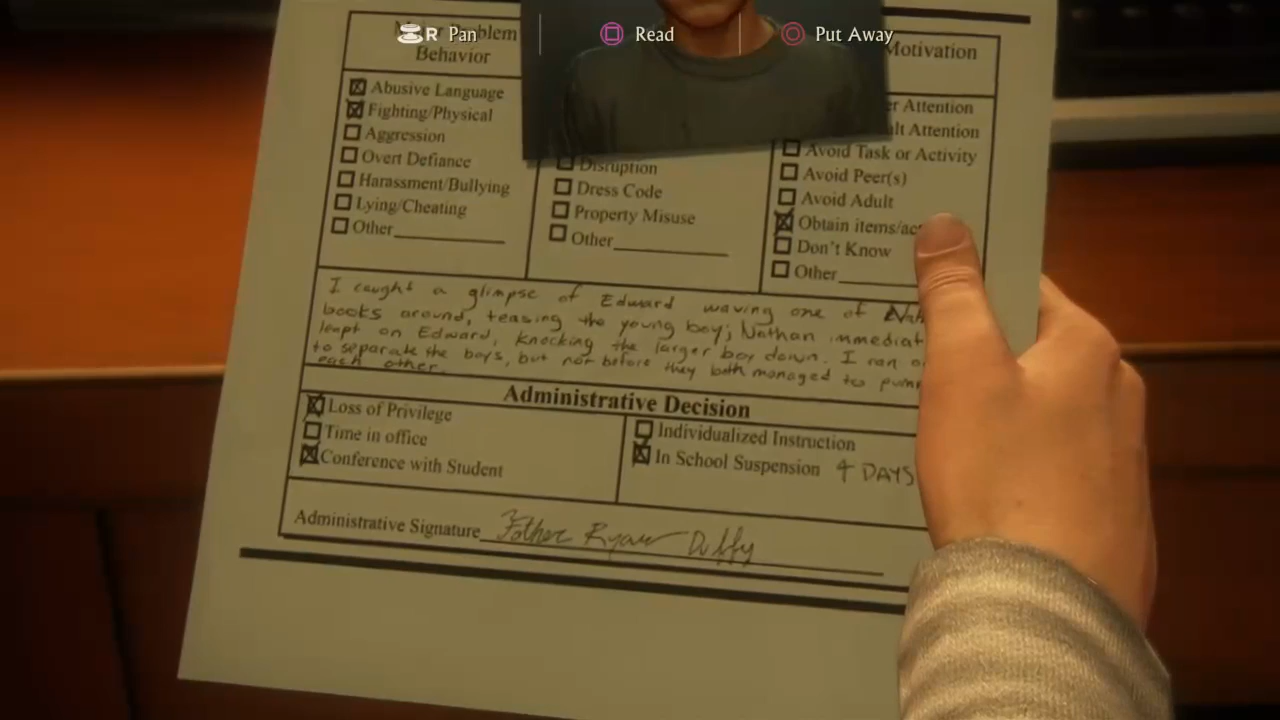 R Pan
Read
Put Away
Problem
Behavior
Motivation
Abusive Language
Fighting/Physical
Aggression
Overt Defiance
Harassment/Bullying
Lying/Cheating
Other
Disruption
Dress Code
Property Misuse
Other
Attention
Attention
Avoid Task or Activity
Avoid Peer(s)
Avoid Adult
Obtain
Don't Know
Other
I caught a glimpse of Edward waving one of
books around, teasing the young boy; Nathan
leapt on Edward, knocking the larger boy down. I ran
to separate the boys, but not before they both managed to
each other.
Administrative Decision
Loss of Privilege
Time in office
Conference with Student
Individualized Instruction
In School Suspension 4 DAYS
Administrative Signature Father Ryan Duffy